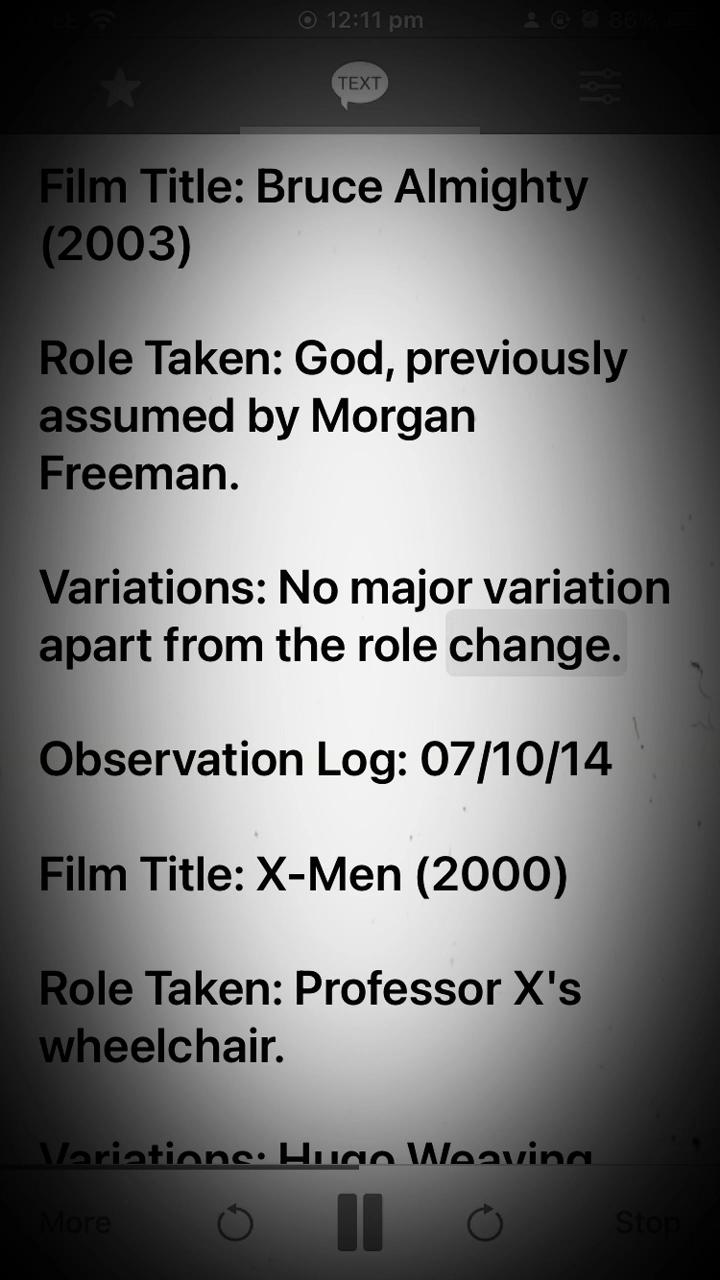 12:11 pm
86%
TEXT
Film Title: Bruce Almighty
(2003)
Role Taken: God, previously
assumed by Morgan
Freeman.
Variations: No major variation
apart from the role change.
Observation Log: 07/10/14
Film Title: X-Men (2000)
Role Taken: Professor X's
wheelchair.
Variations: Hugo Weaving
More
Stop